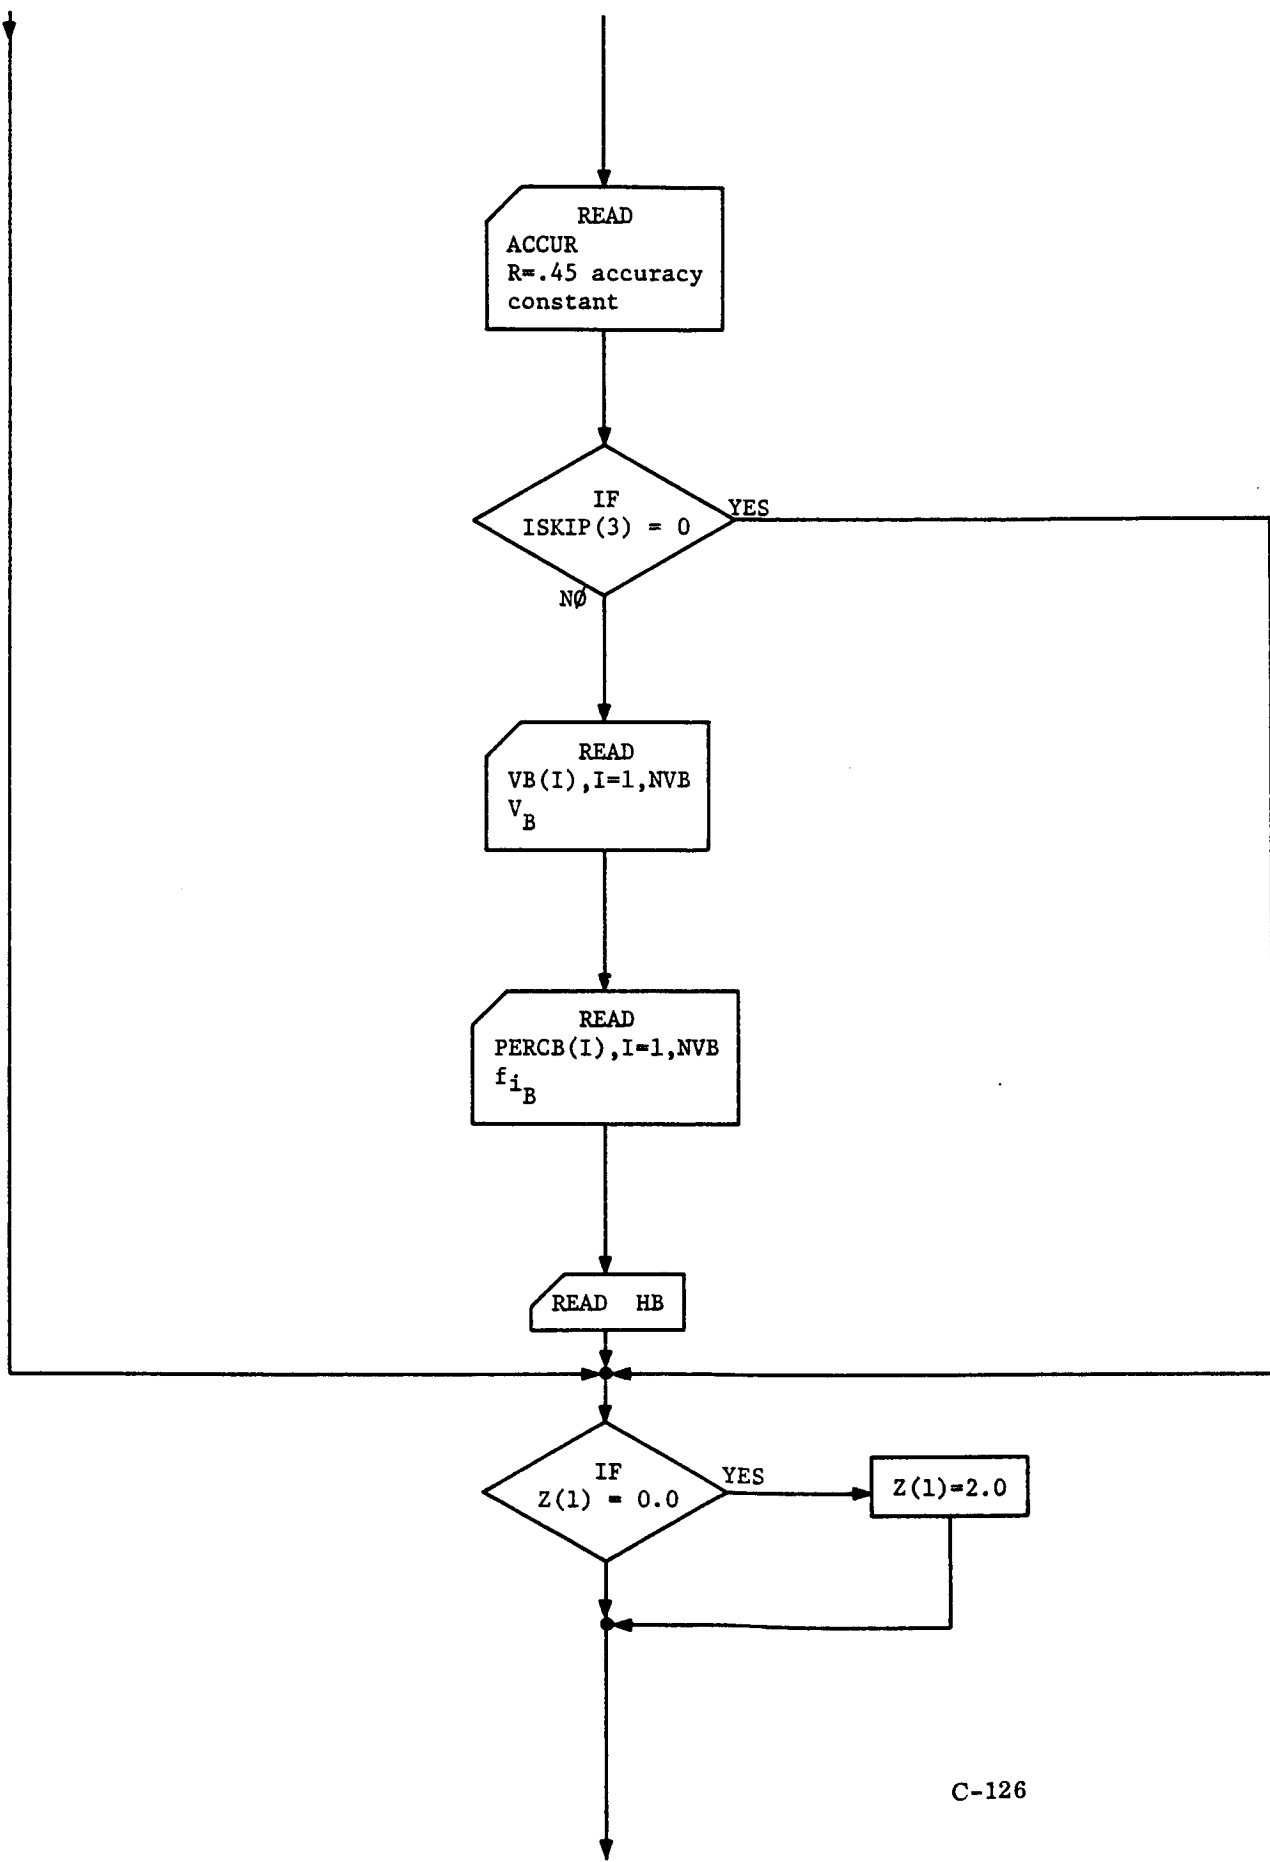 READ
ACCUR
R=.45 accuracy
constant
IF
ISKIP(3) = 0
YES
NØ
READ
VB(I),I=1,NVB
V_B
READ
PERCB(I),I=1,NVB
f_i_B
READ HB
IF
Z(1) = 0.0
YES
Z(1)=2.0
C-126